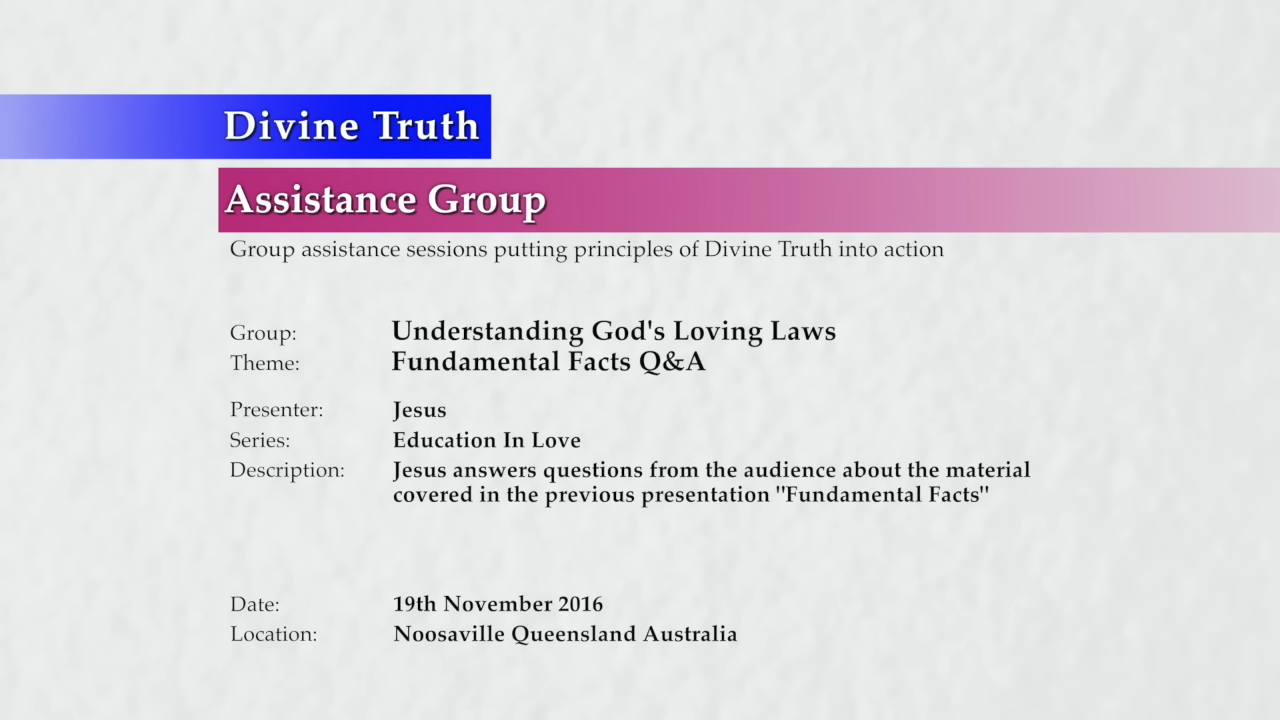 Divine Truth
Assistance Group
Group assistance sessions putting principles of Divine Truth into action
Group: Understanding God's Loving Laws
Theme: Fundamental Facts Q&A
Presenter: Jesus
Series: Education In Love
Description: Jesus answers questions from the audience about the material
covered in the previous presentation "Fundamental Facts"
Date: 19th November 2016
Location: Noosaville Queensland Australia